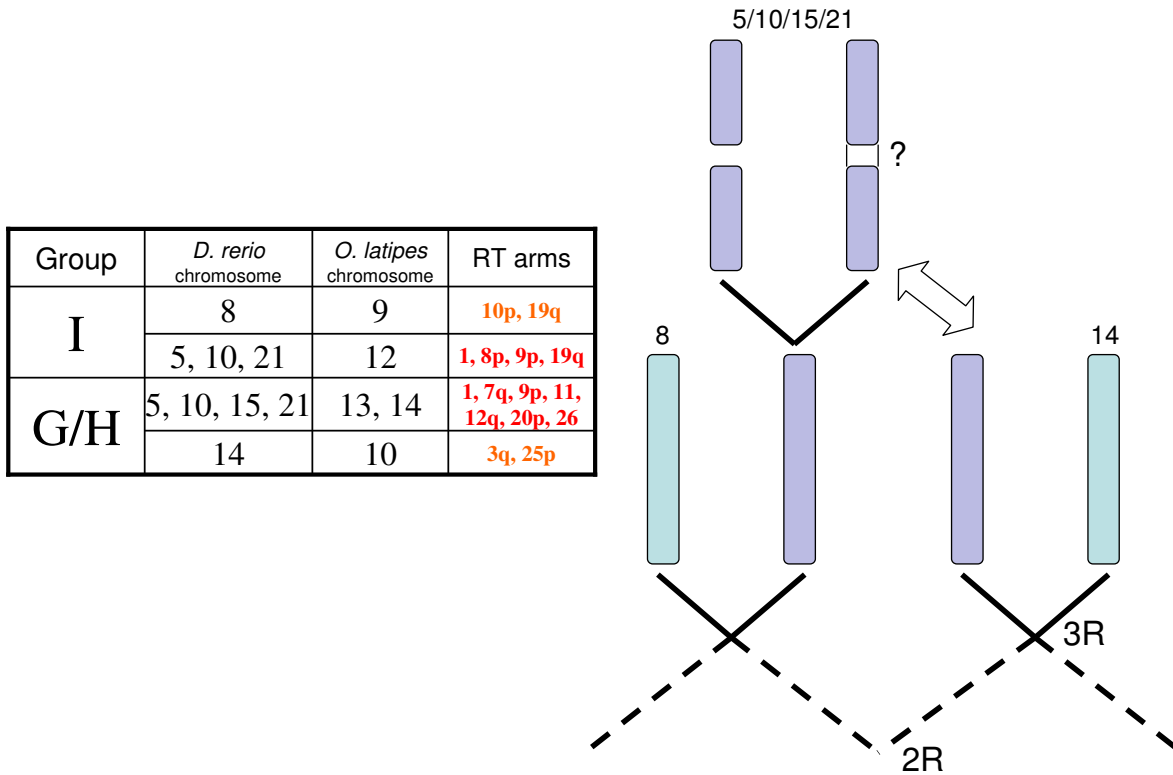 5/10/15/21
?
Group
D. rerio
chromosome
O. latipes
chromosome
RT arms
I
8
9
10p, 19q
5, 10, 21
12
1, 8p, 9p, 19q
G/H
5, 10, 15, 21
13, 14
1, 7q, 9p, 11,
12q, 20p, 26
14
10
3q, 25p
8
14
3R
2R